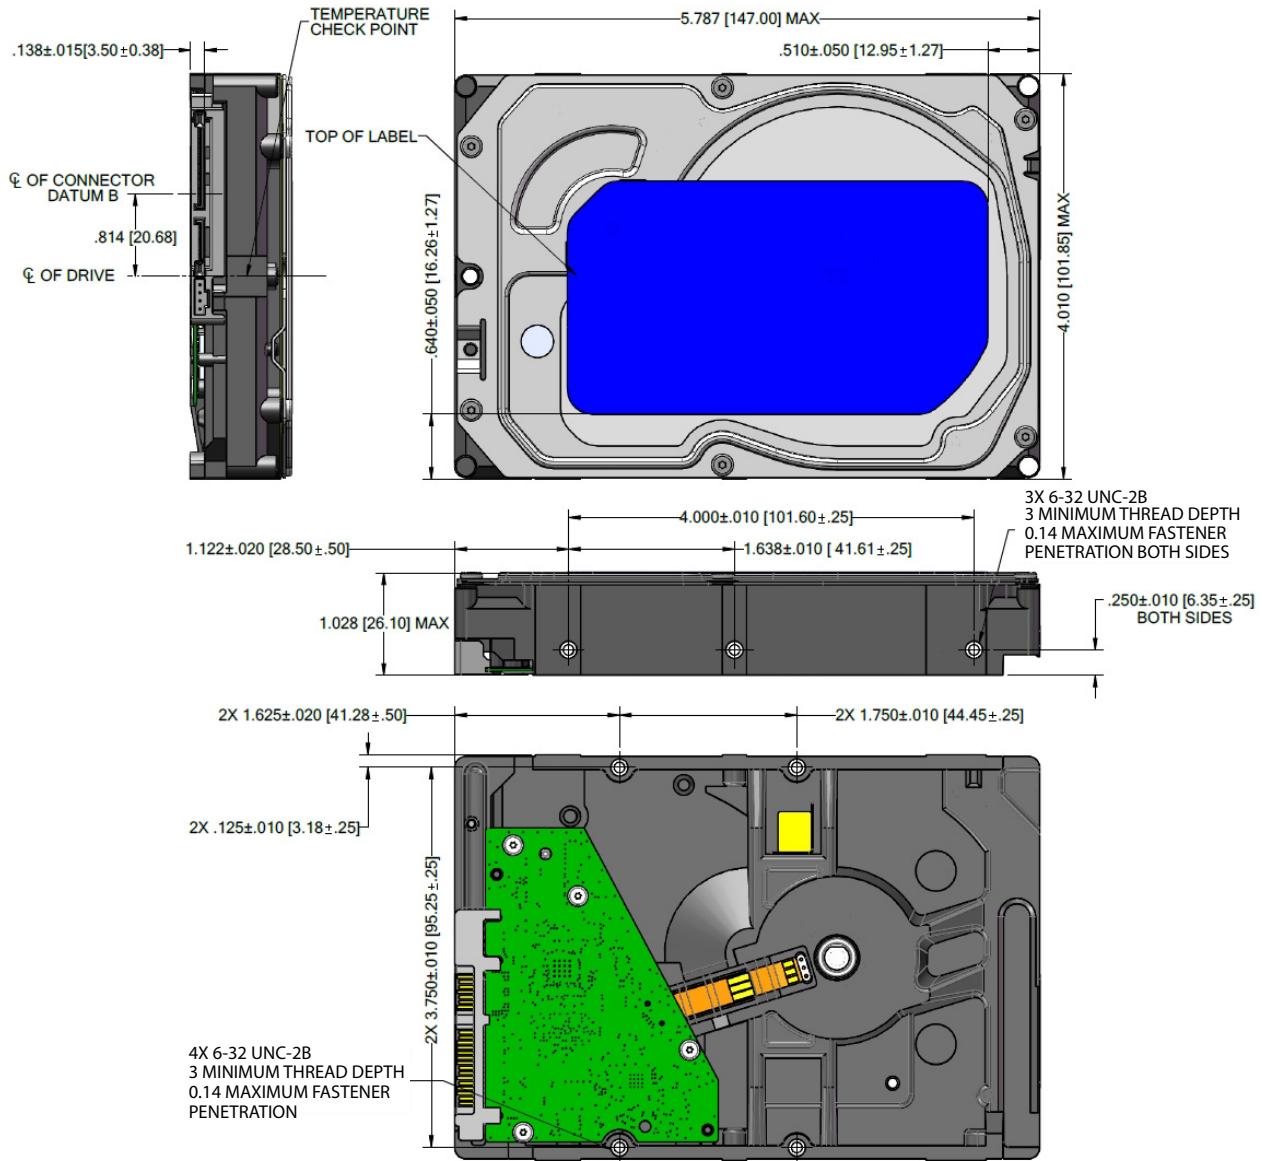 TEMPERATURE
CHECK POINT
5.787 [147.00] MAX
.138±.015[3.50±0.38]
.510±.050 [12.95±1.27]
TOP OF LABEL
℄ OF CONNECTOR
DATUM B
.814 [20.68]
℄ OF DRIVE
.640±.050 [16.26±1.27]
4.010 [101.85] MAX
3X 6-32 UNC-2B
3 MINIMUM THREAD DEPTH
0.14 MAXIMUM FASTENER
PENETRATION BOTH SIDES
4.000±.010 [101.60±.25]
1.122±.020 [28.50±.50]
1.638±.010 [ 41.61±.25]
.250±.010 [6.35±.25]
BOTH SIDES
1.028 [26.10] MAX
2X 1.625±.020 [41.28±.50]
2X 1.750±.010 [44.45±.25]
2X .125±.010 [3.18±.25]
2X 3.750±.010 [95.25±.25]
4X 6-32 UNC-2B
3 MINIMUM THREAD DEPTH
0.14 MAXIMUM FASTENER
PENETRATION